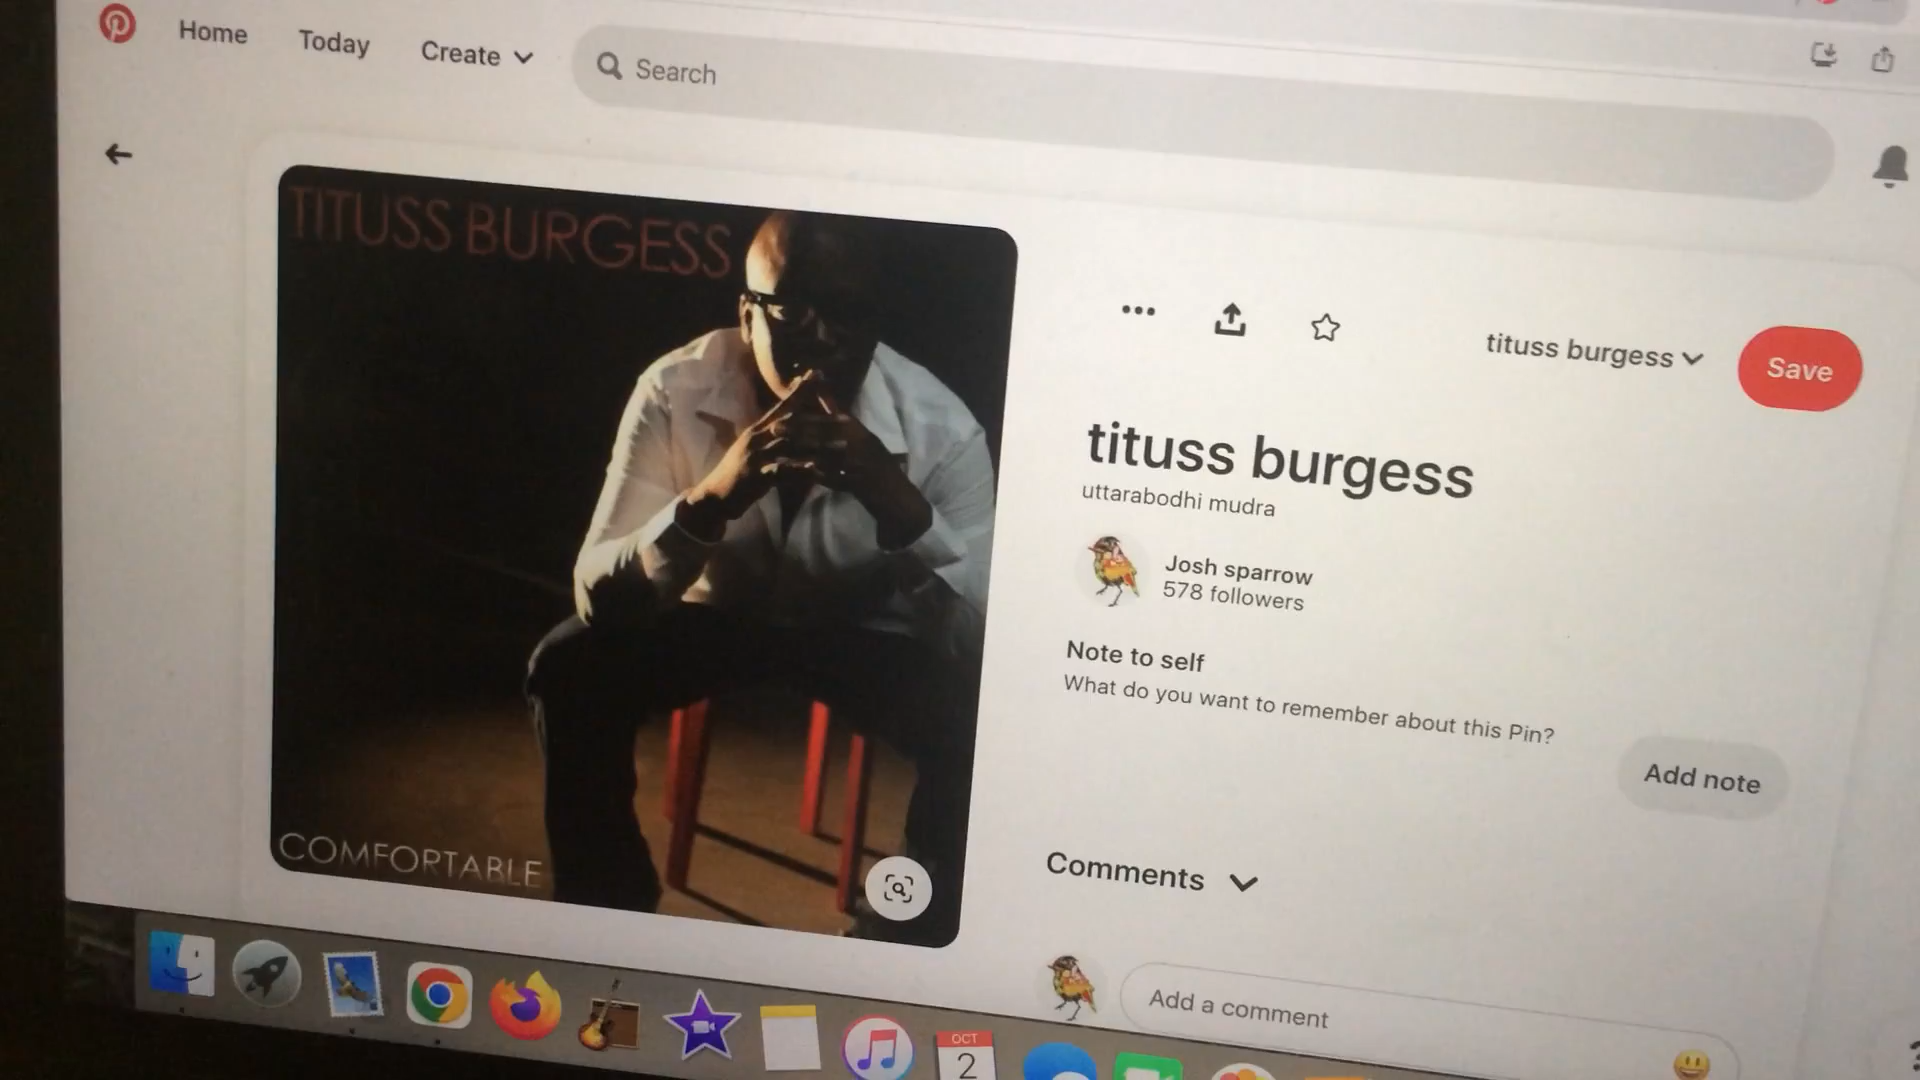 Home Today Create
Search
TITUSS BURGESS
COMFORTABLE
tituss burgess
Save
tituss burgess
uttarabodhi mudra
Josh sparrow
578 followers
Note to self
What do you want to remember about this Pin?
Add note
Comments
Add a comment
OCT
2